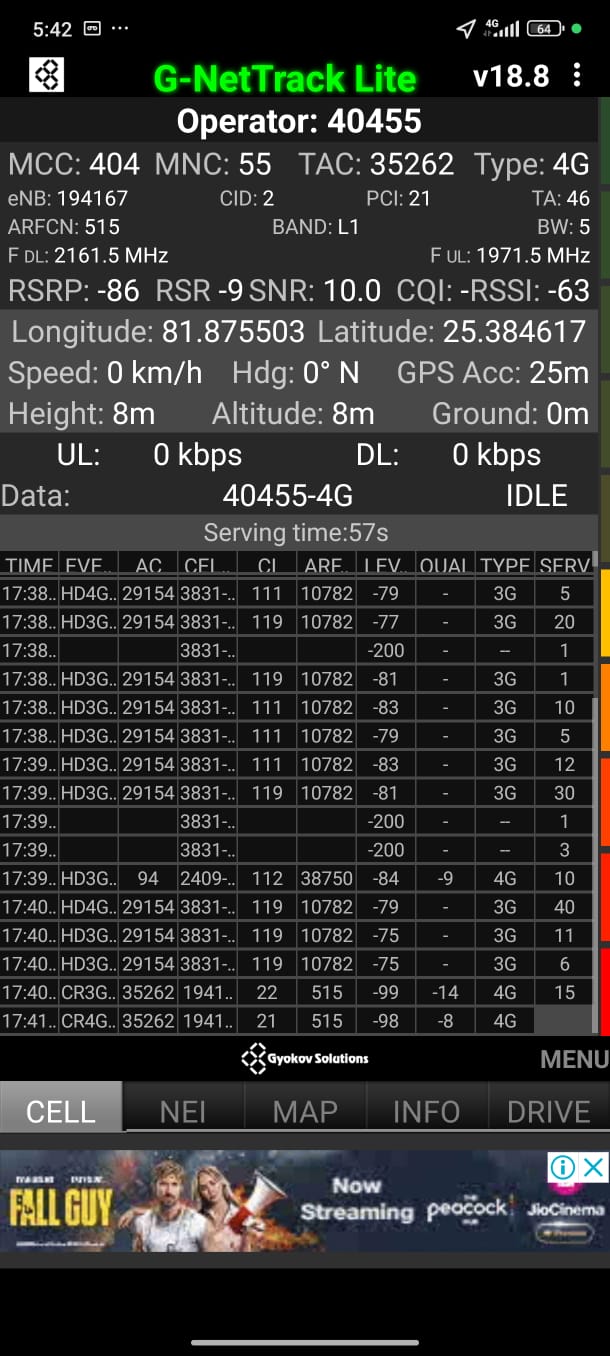 5:42 ...
4G 64
G-NetTrack Lite v18.8
Operator: 40455
MCC: 404 MNC: 55 TAC: 35262 Type: 4G
eNB: 194167 CID: 2 PCI: 21 TA: 46
ARFCN: 515 BAND: L1 BW: 5
F DL: 2161.5 MHz F UL: 1971.5 MHz
RSRP: -86 RSR -9 SNR: 10.0 CQI: -RSSI: -63
Longitude: 81.875503 Latitude: 25.384617
Speed: 0 km/h Hdg: 0° N GPS Acc: 25m
Height: 8m Altitude: 8m Ground: 0m
UL: 0 kbps DL: 0 kbps
Data: 40455-4G IDLE
Serving time:57s
TIME EVE.. AC CEL.. CI ARF.. LEV.. QUAL TYPE SERV
17:38.. HD4G.. 29154 3831-.. 111 10782 -79 - 3G 5
17:38.. HD3G.. 29154 3831-.. 119 10782 -77 - 3G 20
17:38.. 3831-.. -200 - -- 1
17:38.. HD3G.. 29154 3831-.. 119 10782 -81 - 3G 1
17:38.. HD3G.. 29154 3831-.. 111 10782 -83 - 3G 10
17:38.. HD3G.. 29154 3831-.. 111 10782 -79 - 3G 5
17:39.. HD3G.. 29154 3831-.. 111 10782 -83 - 3G 12
17:39.. HD3G.. 29154 3831-.. 119 10782 -81 - 3G 30
17:39.. 3831-.. -200 - -- 1
17:39.. 3831-.. -200 - -- 3
17:39.. HD3G.. 94 2409-.. 112 38750 -84 -9 4G 10
17:40.. HD4G.. 29154 3831-.. 119 10782 -79 - 3G 40
17:40.. HD3G.. 29154 3831-.. 119 10782 -75 - 3G 11
17:40.. HD3G.. 29154 3831-.. 119 10782 -75 - 3G 6
17:40.. CR3G.. 35262 1941.. 22 515 -99 -14 4G 15
17:41.. CR4G.. 35262 1941.. 21 515 -98 -8 4G
Gyokov Solutions MENU
CELL NEI MAP INFO DRIVE
FALL GUY
Now
Streaming
peacock
JioCinema
Premium